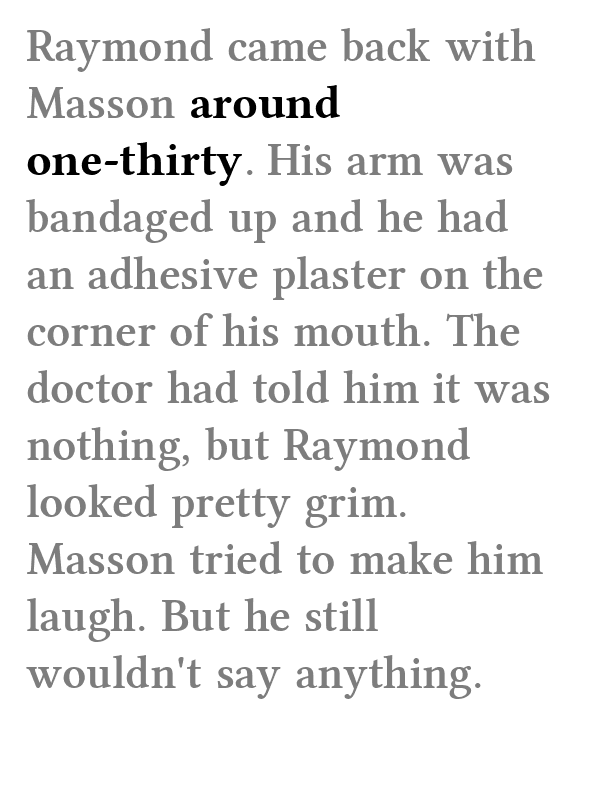 Raymond came back with
Masson around
one-thirty. His arm was
bandaged up and he had
an adhesive plaster on the
corner of his mouth. The
doctor had told him it was
nothing, but Raymond
looked pretty grim.
Masson tried to make him
laugh. But he still
wouldn't say anything.